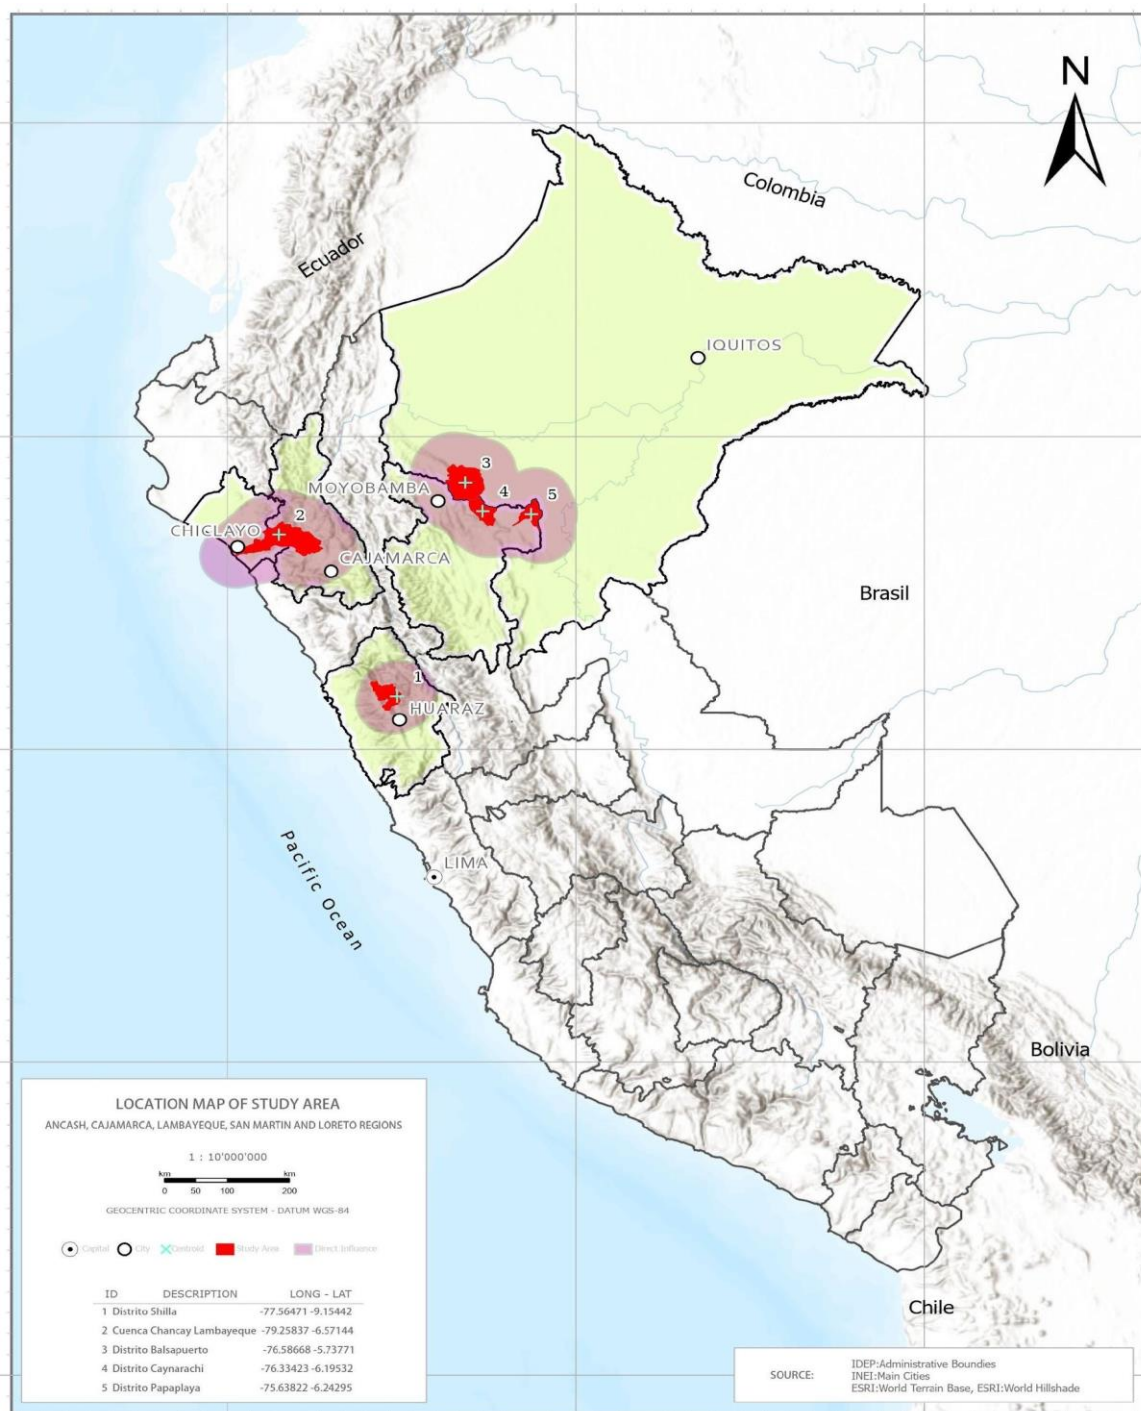 N
Colombia
Ecuador
IQUITOS
3
MOYOBAMBA
4
5
2
CHICLAYO
CAJAMARCA
Brasil
1
HUARAZ
Pacific Ocean
LIMA
Bolivia
Chile
LOCATION MAP OF STUDY AREA
ANCASH, CAJAMARCA, LAMBAYEQUE, SAN MARTIN AND LORETO REGIONS
1 : 10'000'000
km km
0 50 100 200
GEOCENTRIC COORDINATE SYSTEM - DATUM WGS-84
Capital City Centroid Study Area Direct Influence
ID DESCRIPTION LONG - LAT
1 Distrito Shilla -77.56471 -9.15442
2 Cuenca Chancay Lambayeque -79.25837 -6.57144
3 Distrito Balsapuerto -76.58668 -5.73771
4 Distrito Caynarachi -76.33423 -6.19532
5 Distrito Papaplaya -75.63822 -6.24295
SOURCE:
IDEP:Administrative Boundies
INEI:Main Cities
ESRI:World Terrain Base, ESRI:World Hillshade